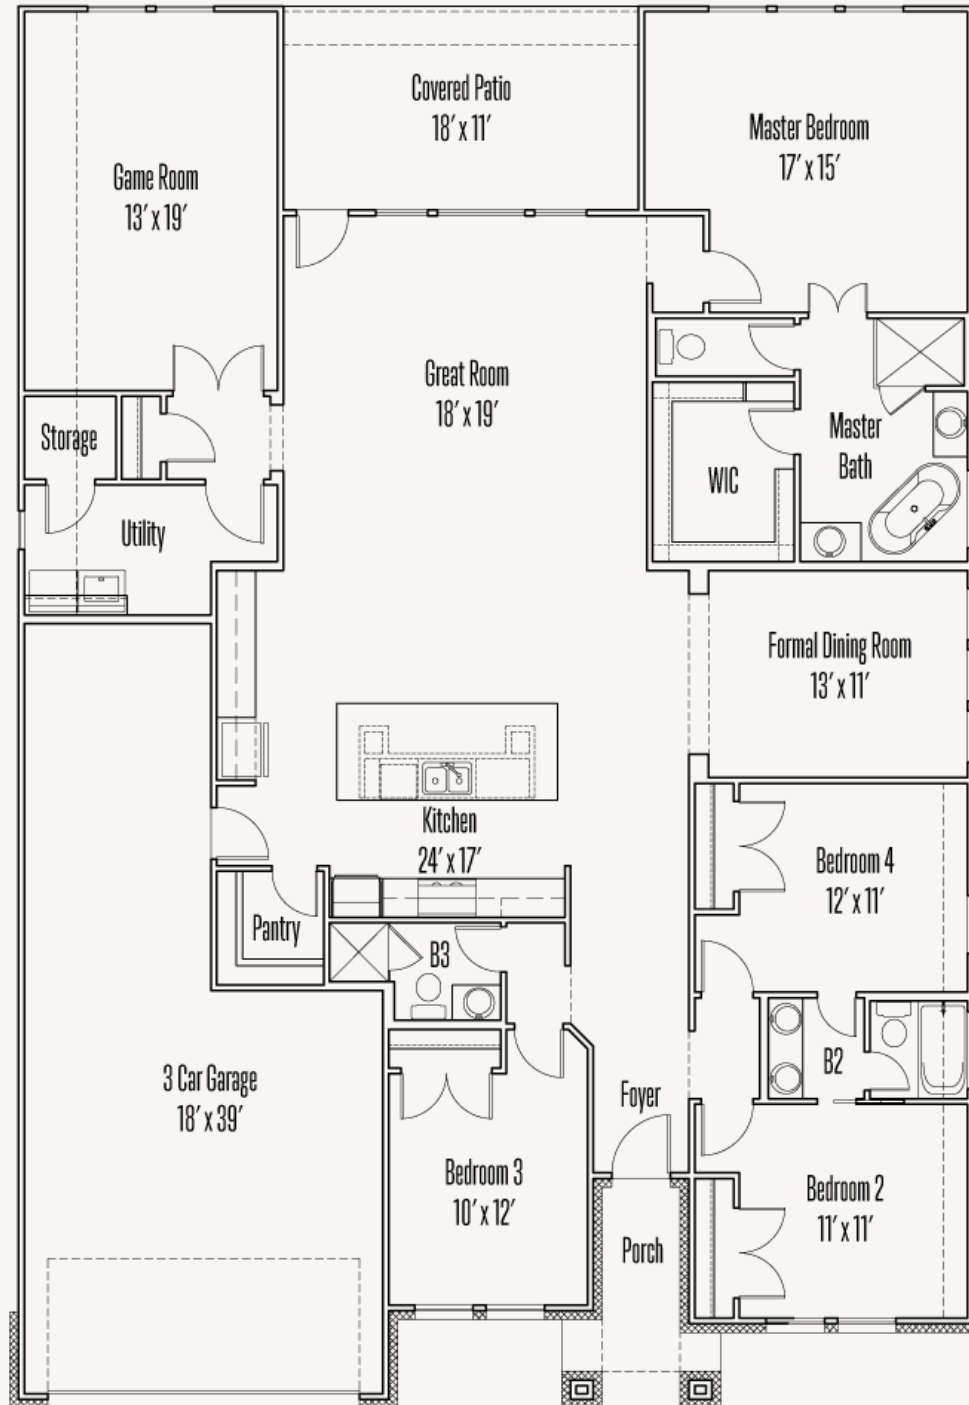 Covered Patio
18' x 11'
Master Bedroom
17' x 15'
Game Room
13' x 19'
Great Room
18' x 19'
Storage
Master
Bath
WIC
Utility
Formal Dining Room
13' x 11'
Kitchen
24' x 17'
Bedroom 4
12' x 11'
Pantry
B3
B2
3 Car Garage
18' x 39'
Foyer
Bedroom 3
10' x 12'
Bedroom 2
11' x 11'
Porch